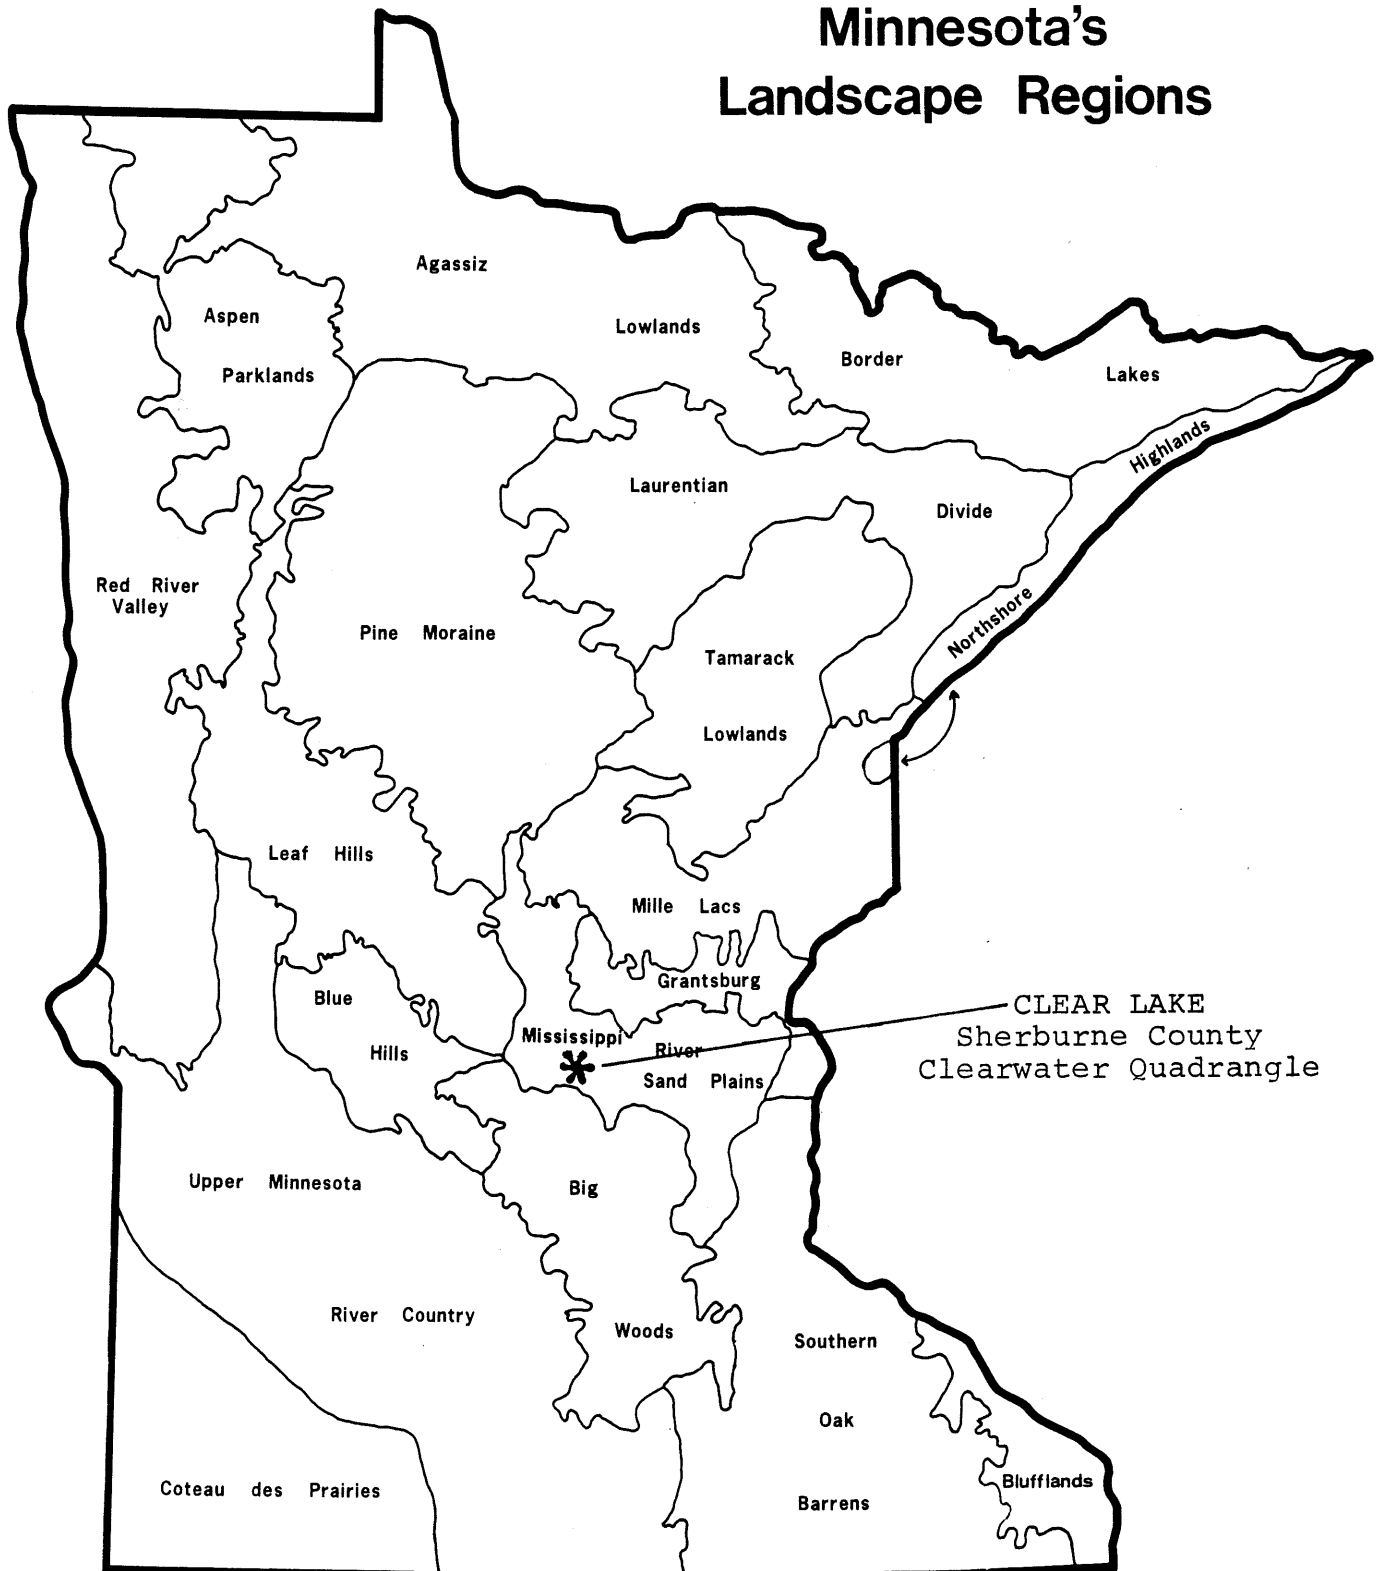 Minnesota's
Landscape Regions
Agassiz
Lowlands
Aspen
Parklands
Border
Lakes
Highlands
Laurentian
Divide
Red River
Valley
Pine Moraine
Northshore
Tamarack
Lowlands
Leaf Hills
Mille Lacs
Grantsburg
Blue
Hills
CLEAR LAKE
Sherburne County
Clearwater Quadrangle
Mississippi
River
Sand Plains
Upper Minnesota
Big
River Country
Woods
Southern
Oak
Barrens
Coteau des Prairies
Blufflands